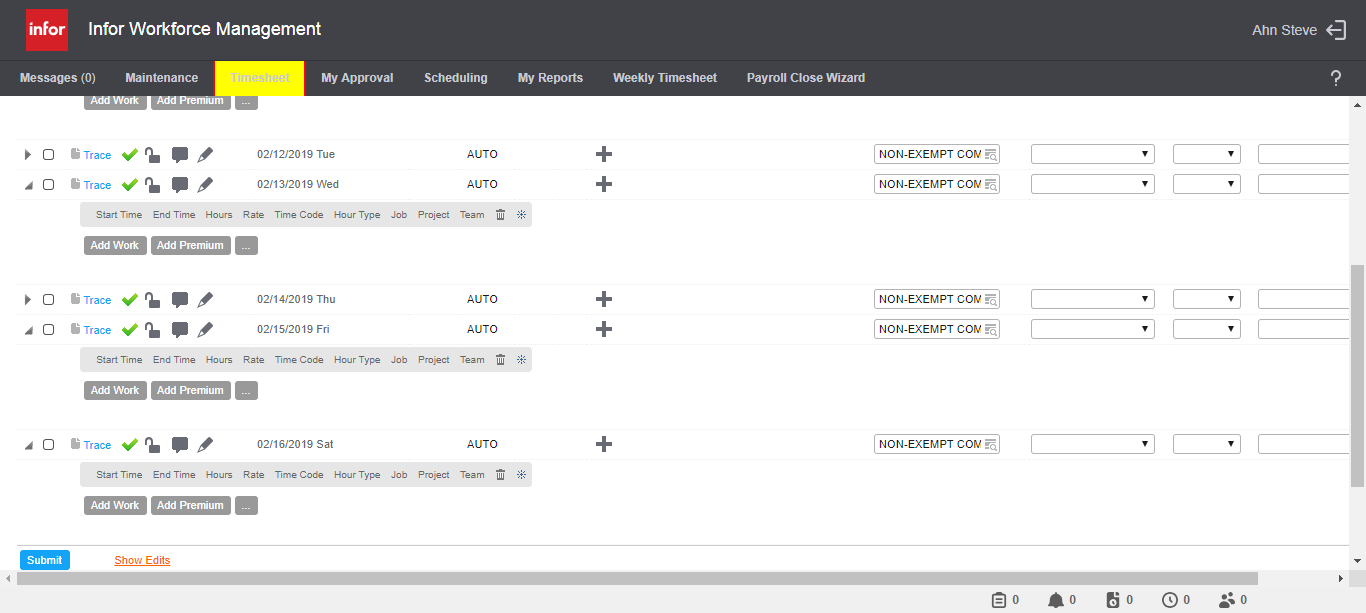 infor Infor Workforce Management Ahn Steve
Messages (0) Maintenance Timesheet My Approval Scheduling My Reports Weekly Timesheet Payroll Close Wizard ?
Add Work Add Premium ...
Trace 02/12/2019 Tue AUTO NON-EXEMPT COM
Trace 02/13/2019 Wed AUTO NON-EXEMPT COM
Start Time End Time Hours Rate Time Code Hour Type Job Project Team
Add Work Add Premium ...
Trace 02/14/2019 Thu AUTO NON-EXEMPT COM
Trace 02/15/2019 Fri AUTO NON-EXEMPT COM
Start Time End Time Hours Rate Time Code Hour Type Job Project Team
Add Work Add Premium ...
Trace 02/16/2019 Sat AUTO NON-EXEMPT COM
Start Time End Time Hours Rate Time Code Hour Type Job Project Team
Add Work Add Premium ...
Submit Show Edits
0 0 0 0 0